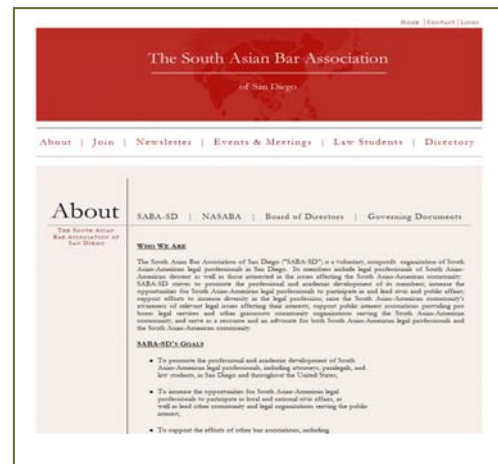 HOME | CONTACT | LINKS
The South Asian Bar Association
of San Diego
About | Join | Newsletter | Events & Meetings | Law Students | Directory
About
THE SOUTH ASIAN
BAR ASSOCIATION OF
SAN DIEGO
SABA-SD | NASABA | Board of Directors | Governing Documents
WHO WE ARE
The South Asian Bar Association of San Diego ("SABA-SD") is a voluntary, nonprofit organization of South
Asian-American legal professionals in San Diego. Its members include legal professionals of South Asian-
American descent as well as those interested in the issues affecting the South Asian-American community.
SABA-SD strives to promote the professional and academic development of its members, increase the
opportunities for South Asian-American legal professionals to participate in and lead civic and public affairs,
support efforts to increase diversity in the legal profession; raise the South Asian-American community's
awareness of relevant legal issues affecting their interests; support public interest associations providing pro
bono legal services and other grassroots community organizations serving the South Asian-American
community; and serve as a resource and an advocate for both South Asian-American legal professionals and
the South Asian-American community.
SABA-SD'S GOALS
• To promote the professional and academic development of South
Asian-American legal professionals, including attorneys, paralegals, and
law students, in San Diego and throughout the United States;
• To increase the opportunities for South Asian-American legal
professionals to participate in local and national civic affairs, as
well as lead other community and legal organizations serving the public
interest;
• To support the efforts of other bar associations, including